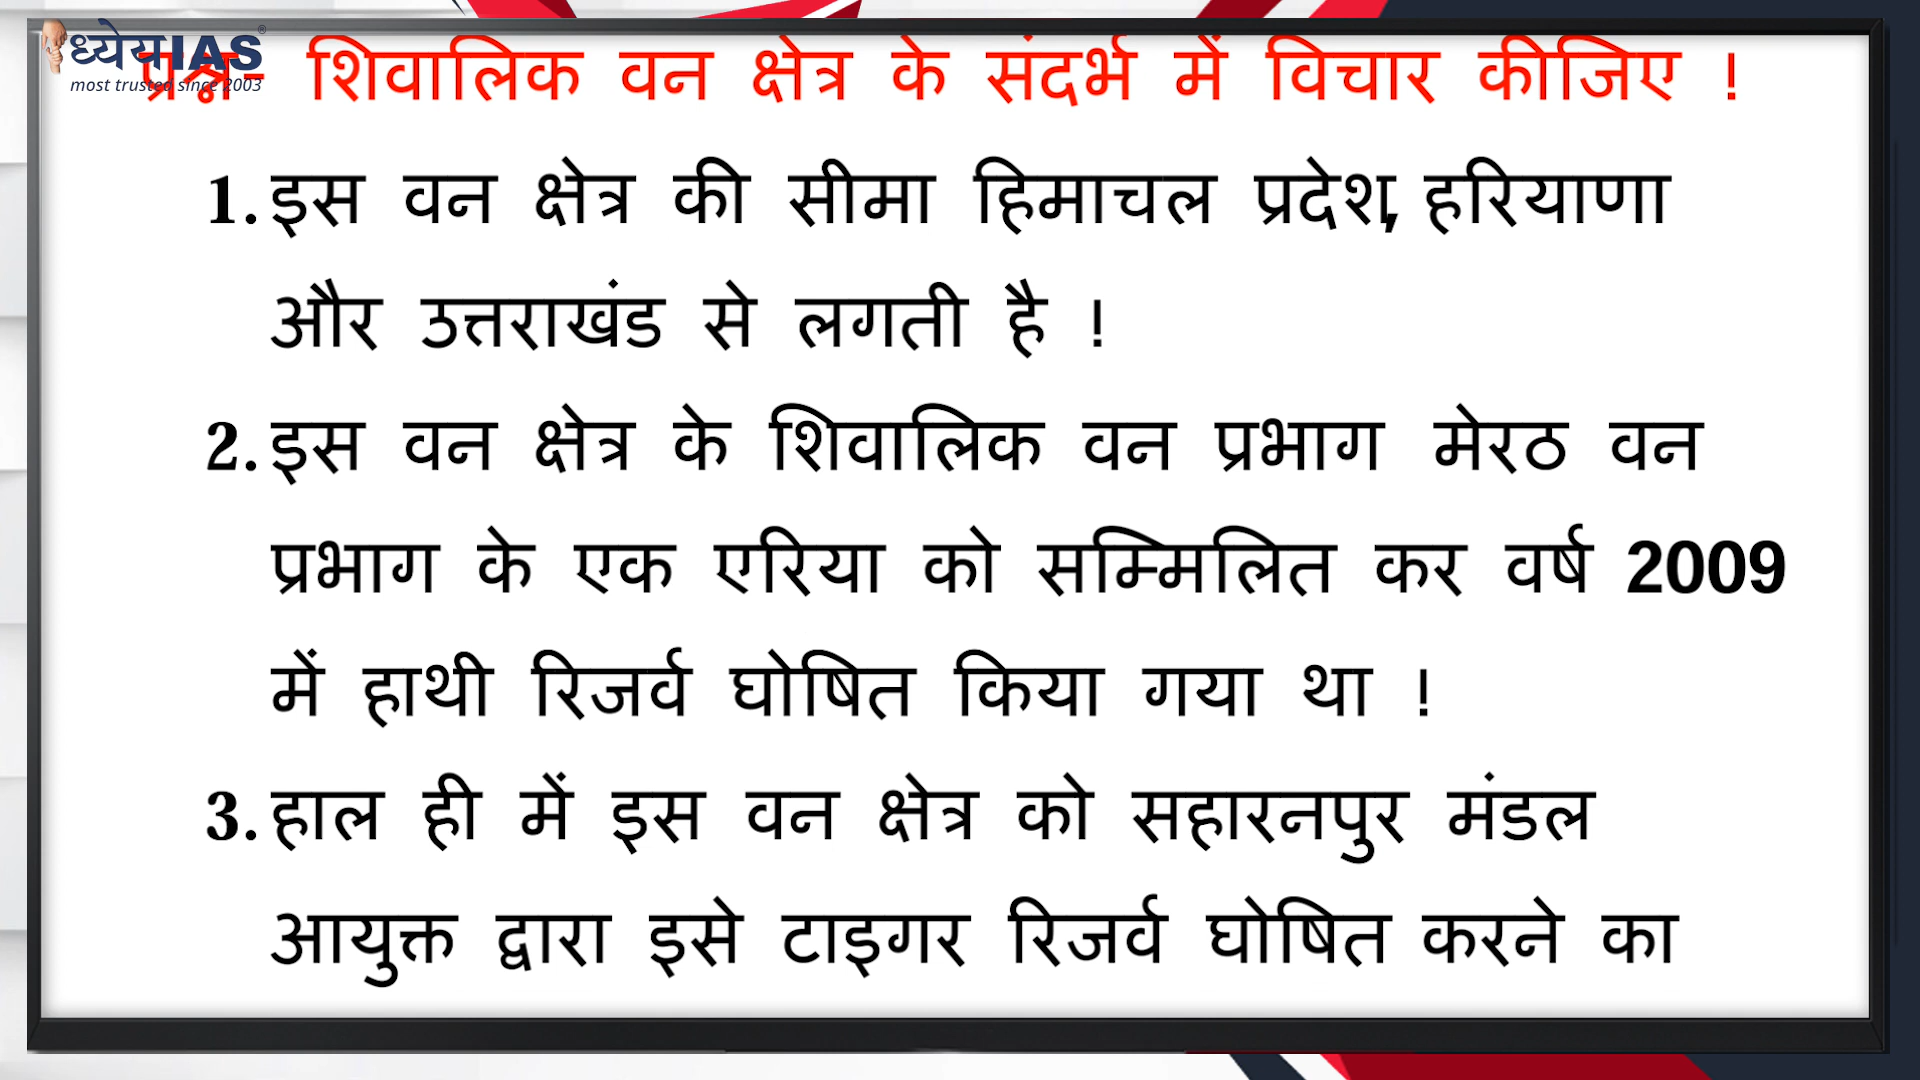 ध्येयIAS®
most trusted since 2003
प्रश्न- शिवालिक वन क्षेत्र के संदर्भ में विचार कीजिए !
1. इस वन क्षेत्र की सीमा हिमाचल प्रदेश, हरियाणा
और उत्तराखंड से लगती है !
2. इस वन क्षेत्र के शिवालिक वन प्रभाग मेरठ वन
प्रभाग के एक एरिया को सम्मिलित कर वर्ष 2009
में हाथी रिजर्व घोषित किया गया था !
3. हाल ही में इस वन क्षेत्र को सहारनपुर मंडल
आयुक्त द्वारा इसे टाइगर रिजर्व घोषित करने का